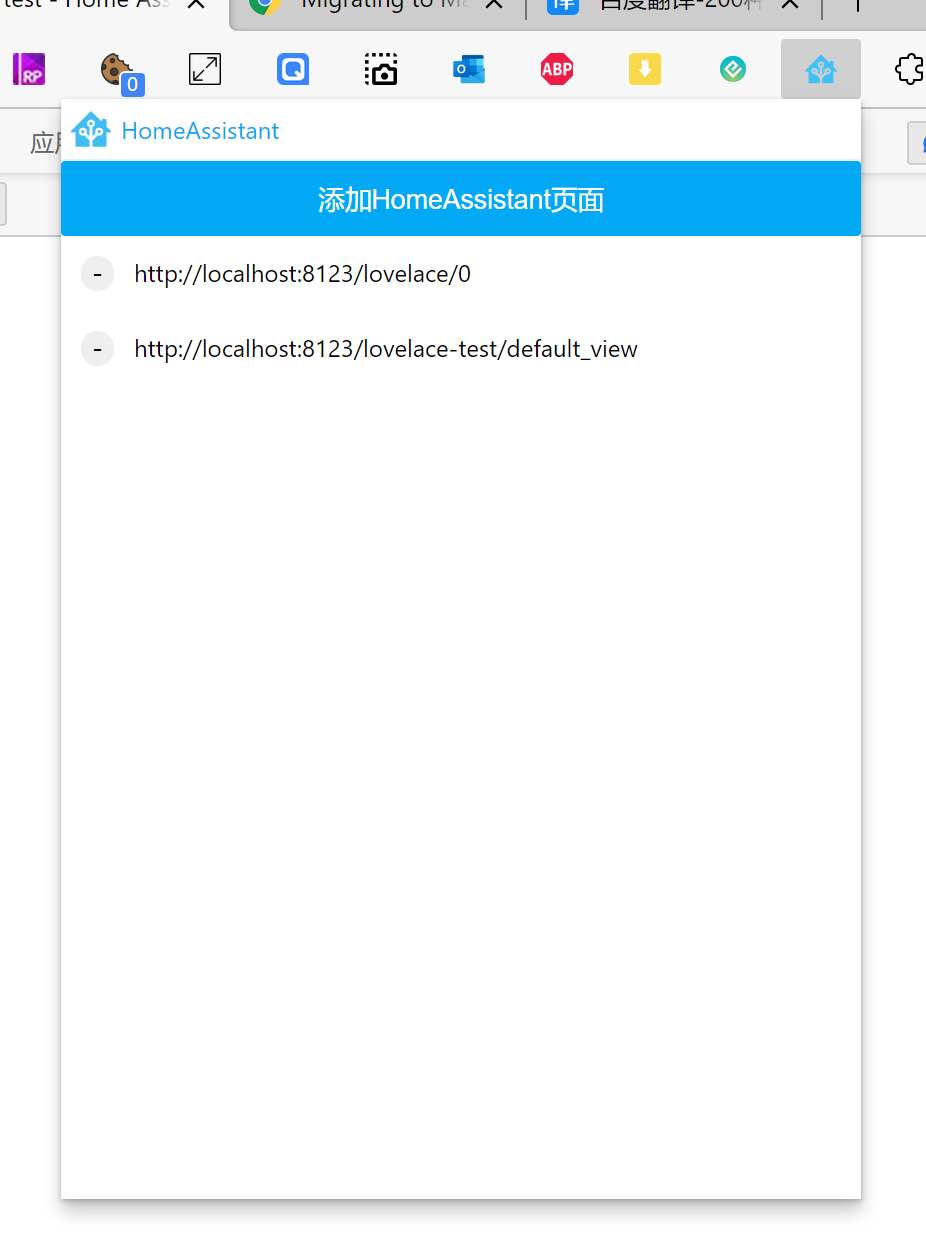 test - Home Ass
Migrating to Ma
百度翻译-200种
RP
0
ABP
HomeAssistant
添加HomeAssistant页面
- http://localhost:8123/lovelace/0
- http://localhost:8123/lovelace-test/default_view